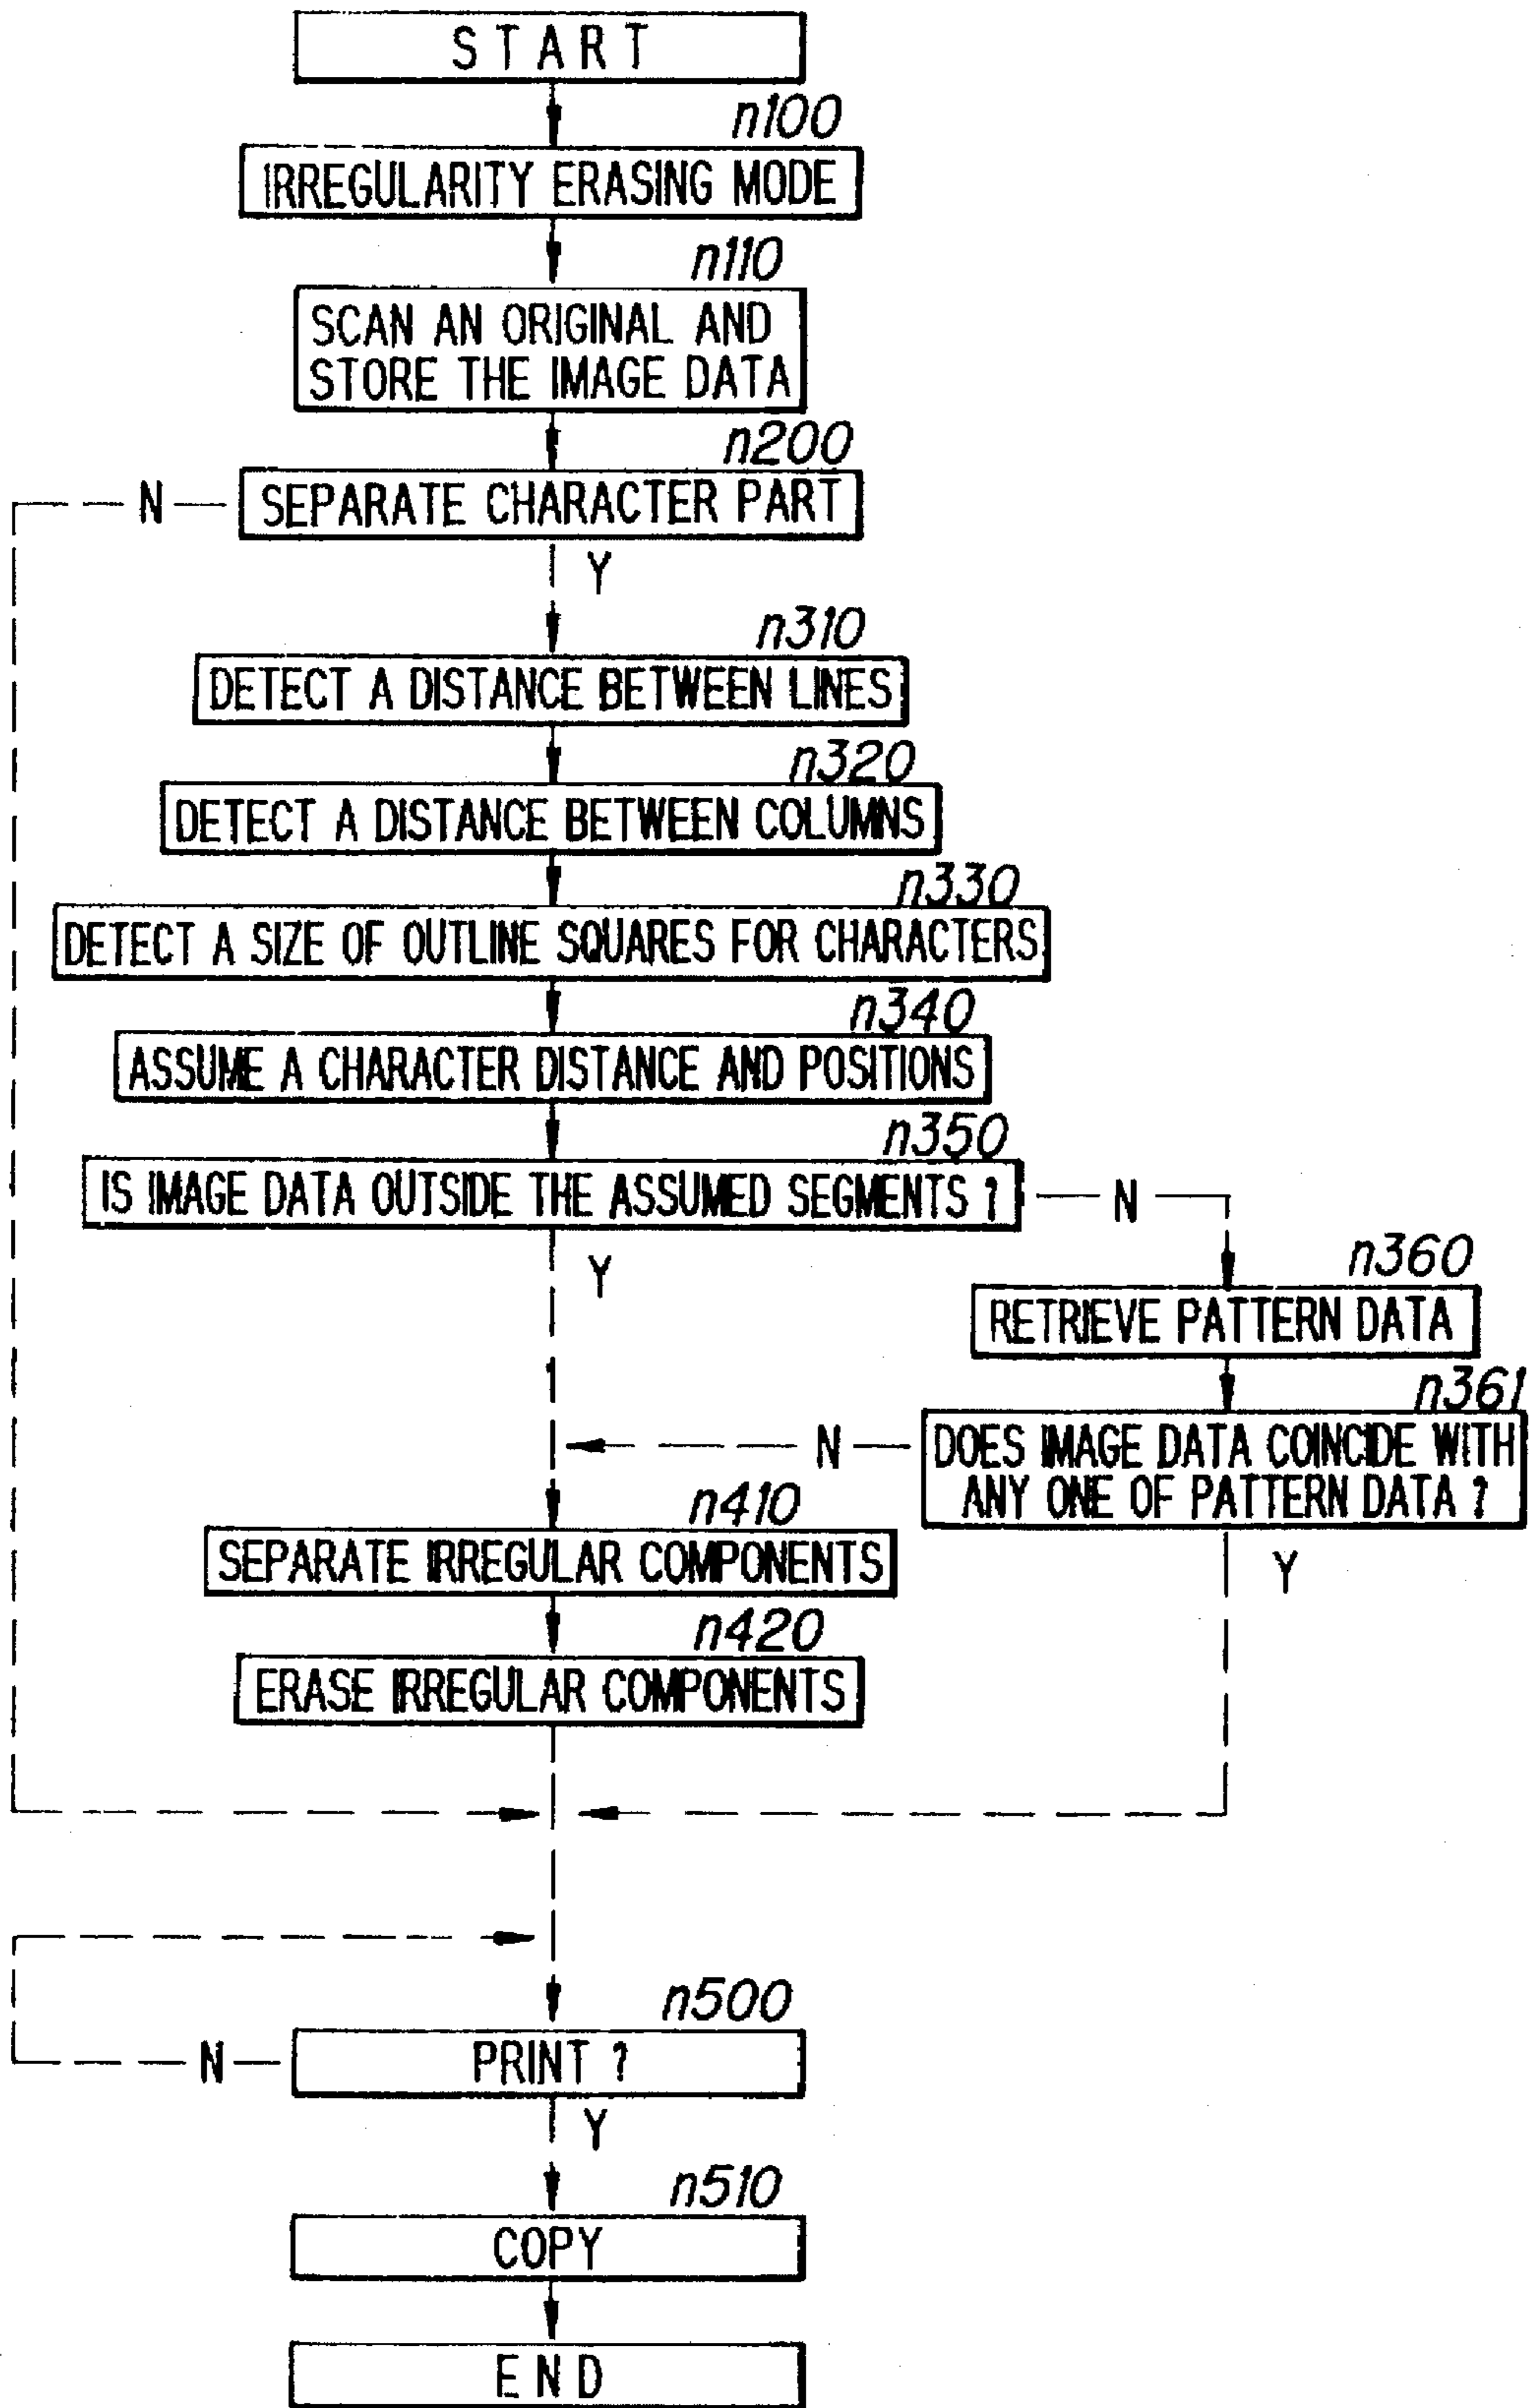 START
n100
IRREGULARITY ERASING MODE
n110
SCAN AN ORIGINAL AND
STORE THE IMAGE DATA
n200
N
SEPARATE CHARACTER PART
Y
n310
DETECT A DISTANCE BETWEEN LINES
n320
DETECT A DISTANCE BETWEEN COLUMNS
n330
DETECT A SIZE OF OUTLINE SQUARES FOR CHARACTERS
n340
ASSUME A CHARACTER DISTANCE AND POSITIONS
n350
IS IMAGE DATA OUTSIDE THE ASSUMED SEGMENTS ?
N
Y
n360
RETRIEVE PATTERN DATA
n361
DOES IMAGE DATA COINCIDE WITH
ANY ONE OF PATTERN DATA ?
N
Y
n410
SEPARATE IRREGULAR COMPONENTS
n420
ERASE IRREGULAR COMPONENTS
n500
N
PRINT ?
Y
n510
COPY
END